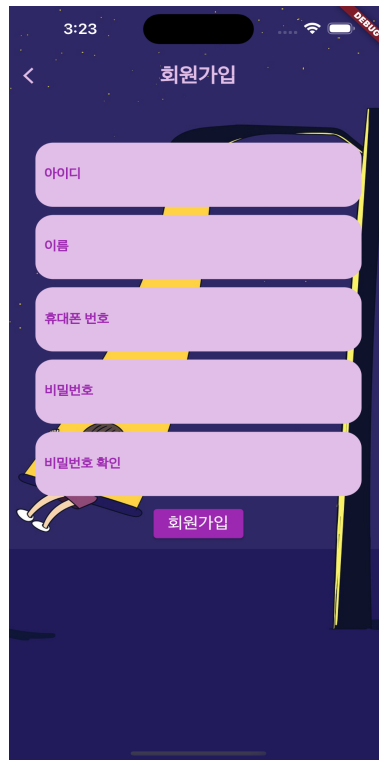 3:23
DEBUG
회원가입
아이디
이름
휴대폰 번호
비밀번호
비밀번호 확인
회원가입